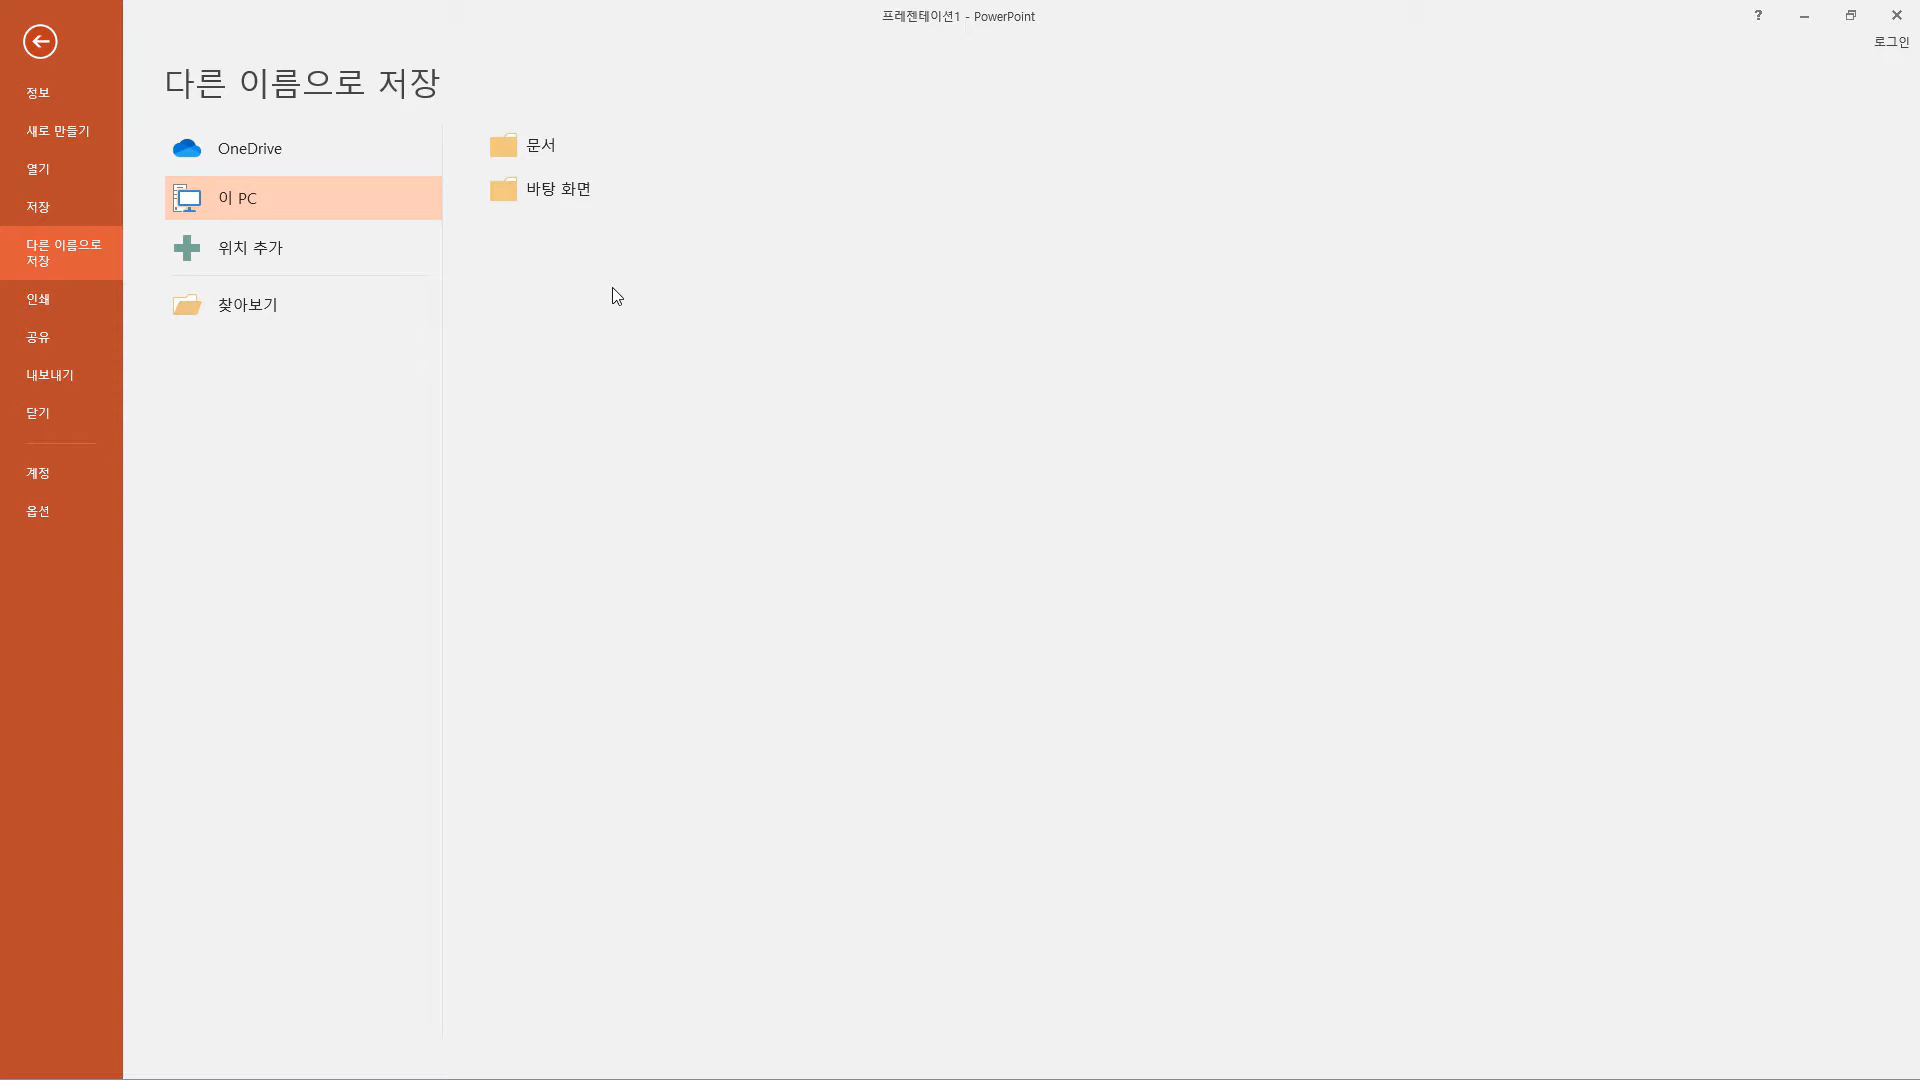 프레젠테이션1 - PowerPoint
?
로그인
정보
새로 만들기
열기
저장
다른 이름으로
저장
인쇄
공유
내보내기
닫기
계정
옵션
다른 이름으로 저장
OneDrive
이 PC
위치 추가
찾아보기
문서
바탕 화면